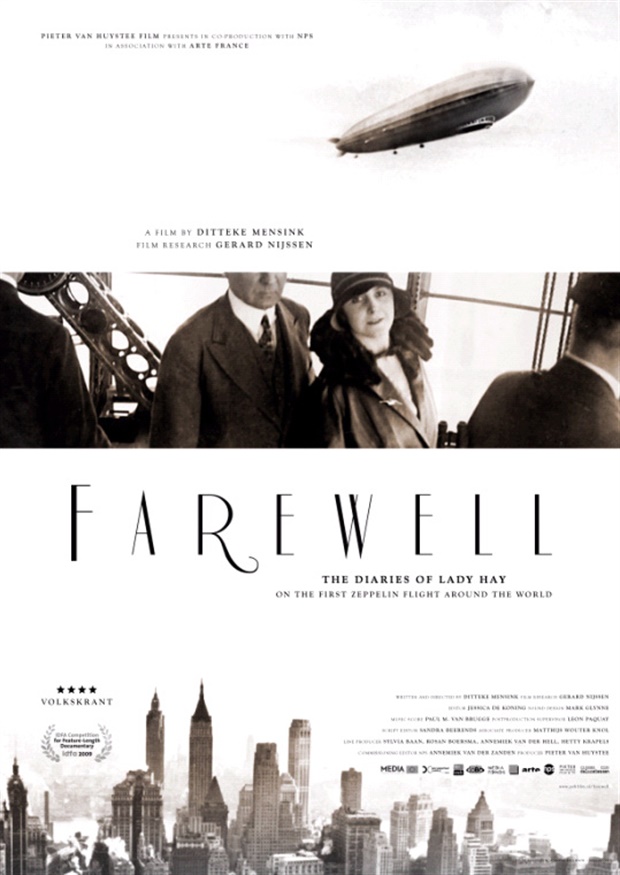 PIETER VAN HUYSTEE FILM PRESENTS IN CO-PRODUCTION WITH NPS
IN ASSOCIATION WITH ARTE FRANCE
A FILM BY DITTEKE MENSINK
FILM RESEARCH GERARD NIJSSEN
FAREWELL
THE DIARIES OF LADY HAY
ON THE FIRST ZEPPELIN FLIGHT AROUND THE WORLD
★★★★
VOLKSKRANT
IDFA Competition
for Feature-Length
Documentary
idfa 2009
WRITTEN AND DIRECTED BY DITTEKE MENSINK FILM RESEARCH GERARD NIJSSEN
EDITOR JESSICA DE KONING SOUND DESIGN MARK GLYNNE
MUSIC SCORE PAUL M. VAN BRUGGE POSTPRODUCTION SUPERVISOR LEON PAQUAY
SCRIPT EDITOR SANDRA BEERENDS ASSOCIATE PRODUCER MATTHIJS WOUTER KNOL
LINE PRODUCER SYLVIA BAAN, ROSAN BOERSMA, ANNEMIEK VAN DER HELL, HETTY KRAPELS
COMMISSIONING EDITOR NPS ANNEMIEK VAN DER ZANDEN PRODUCER PIETER VAN HUYSTEE
MEDIA arte nps